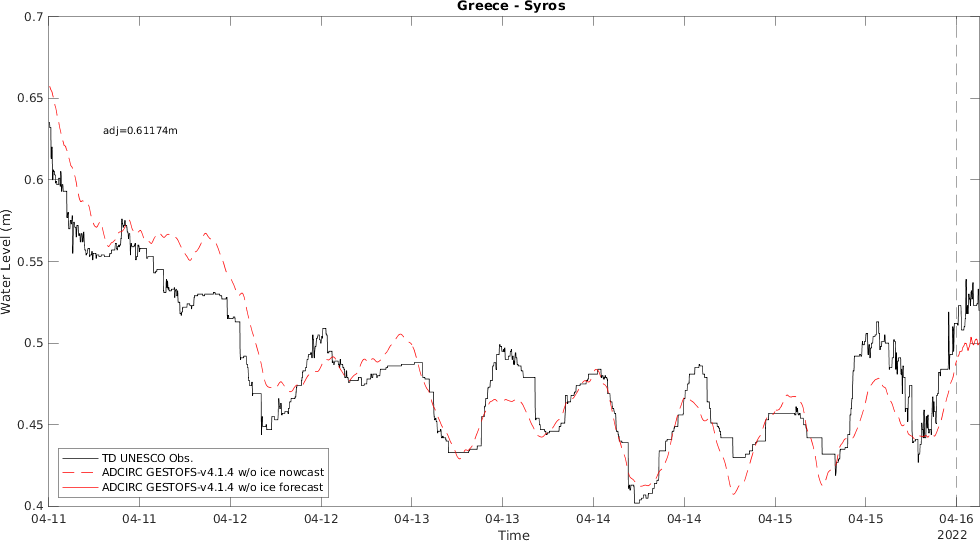 Greece - Syros
0.7
0.65
0.6
0.55
0.5
0.45
0.4
Water Level (m)
adj=0.61174m
TD UNESCO Obs.
ADCIRC GESTOFS-v4.1.4 w/o ice nowcast
ADCIRC GESTOFS-v4.1.4 w/o ice forecast
04-11 04-11 04-12 04-12 04-13 04-13 04-14 04-14 04-15 04-15 04-16
2022
Time